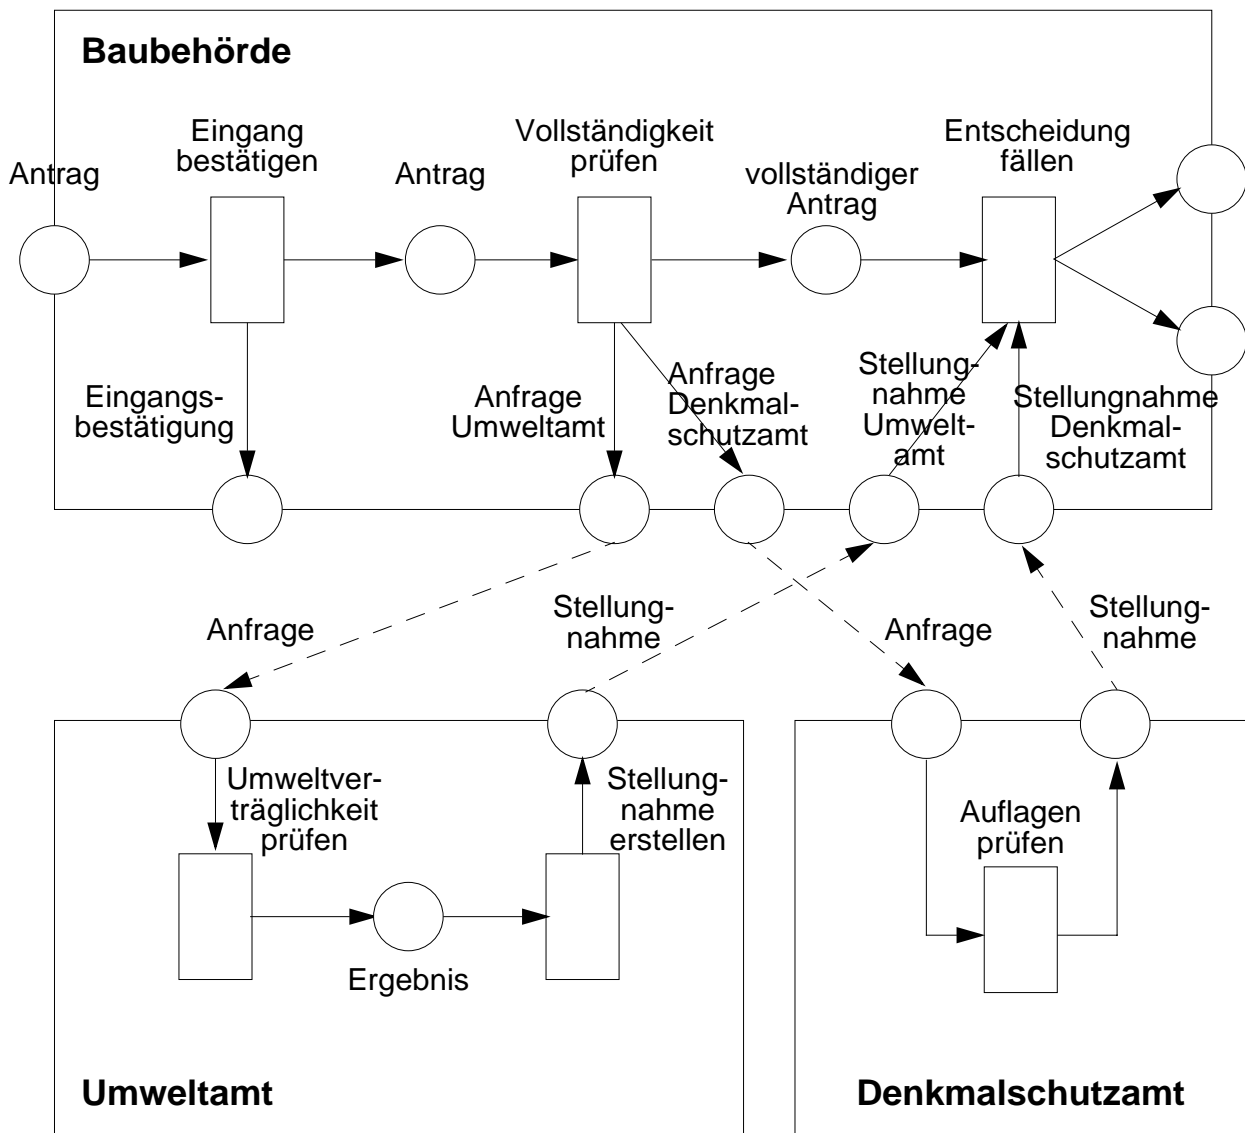 Baubehörde
Eingang
bestätigen
Vollständigkeit
prüfen
Entscheidung
fällen
Antrag
Antrag
vollständiger
Antrag
Eingangs-
bestätigung
Anfrage
Umweltamt
Anfrage
Denkmal-
schutzamt
Stellung-
nahme
Umwelt-
amt
Stellungnahme
Denkmal-
schutzamt
Anfrage
Stellung-
nahme
Anfrage
Stellung-
nahme
Umweltver-
träglichkeit
prüfen
Stellung-
nahme
erstellen
Auflagen
prüfen
Ergebnis
Umweltamt
Denkmalschutzamt